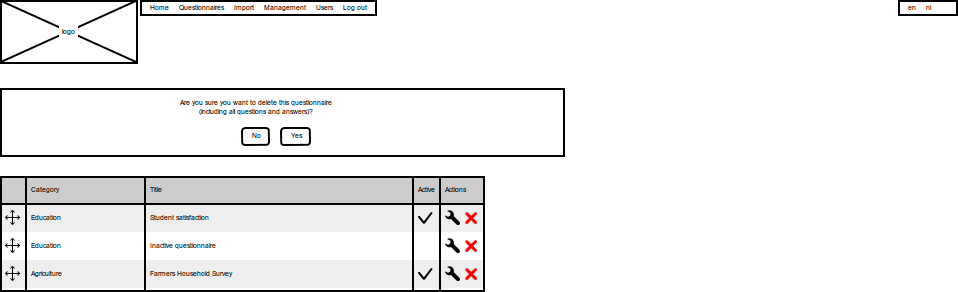 logo
Home Questionnaires Import Management Users Log out
en nl
Are you sure you want to delete this questionnaire
(including all questions and answers)?
No Yes
Category Title Active Actions
Education Student satisfaction
Education Inactive questionnaire
Agriculture Farmers Household Survey